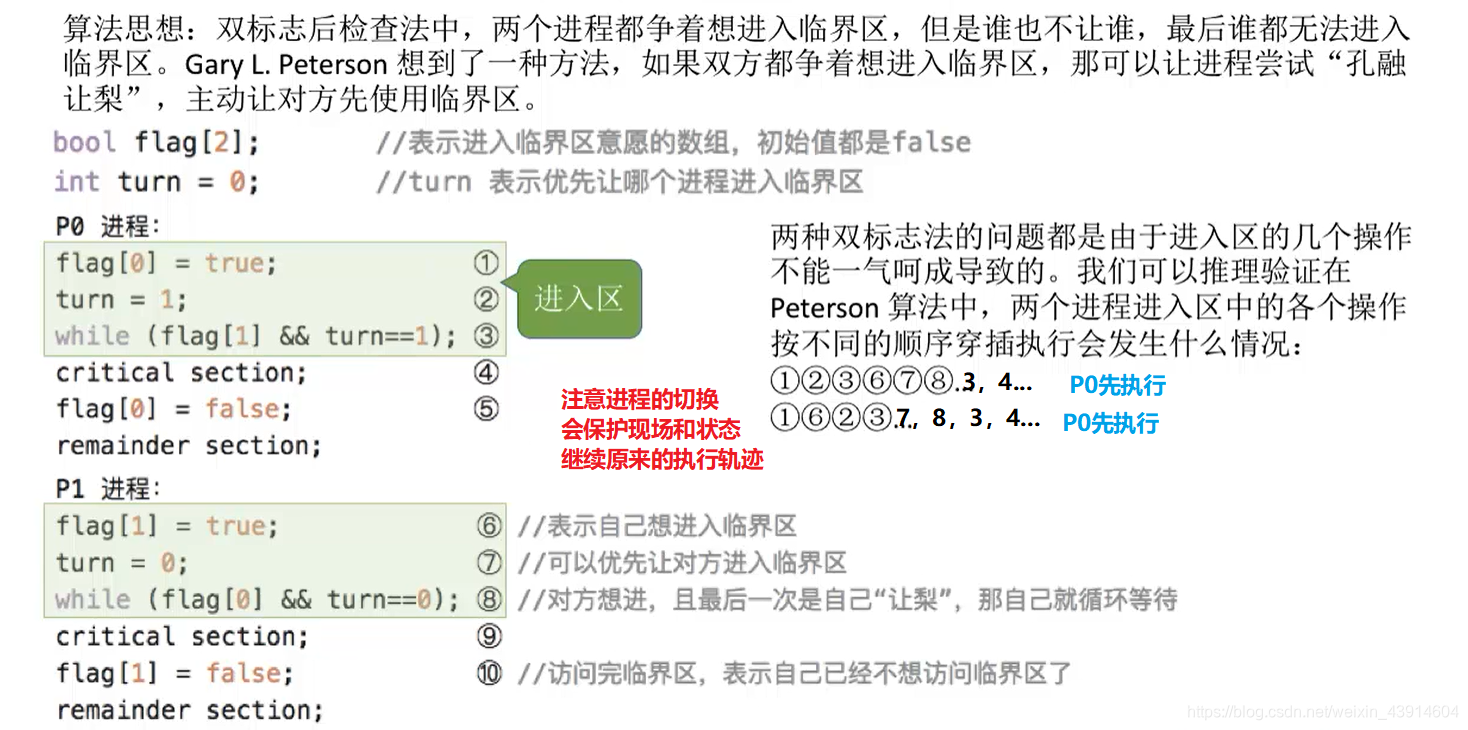 算法思想：双标志后检查法中，两个进程都争着想进入临界区，但是谁也不让谁，最后谁都无法进入
临界区。Gary L. Peterson 想到了一种方法，如果双方都争着想进入临界区，那可以让进程尝试“孔融
让梨”，主动让对方先使用临界区。
bool flag[2]; //表示进入临界区意愿的数组，初始值都是false
int turn = 0; //turn 表示优先让哪个进程进入临界区
P0 进程：
flag[0] = true; ①
turn = 1; ②
while (flag[1] && turn==1); ③
critical section; ④
flag[0] = false; ⑤
remainder section;
进入区
两种双标志法的问题都是由于进入区的几个操作
不能一气呵成导致的。我们可以推理验证在
Peterson 算法中，两个进程进入区中的各个操作
按不同的顺序穿插执行会发生什么情况：
①②③⑥⑦⑧.3，4... P0先执行
①⑥②③.7.，8，3，4... P0先执行
注意进程的切换
会保护现场和状态
继续原来的执行轨迹
P1 进程：
flag[1] = true; ⑥ //表示自己想进入临界区
turn = 0; ⑦ //可以优先让对方进入临界区
while (flag[0] && turn==0); ⑧ //对方想进，且最后一次是自己“让梨”，那自己就循环等待
critical section; ⑨
flag[1] = false; ⑩ //访问完临界区，表示自己已经不想访问临界区了
remainder section;
https://blog.csdn.net/weixin_43914604